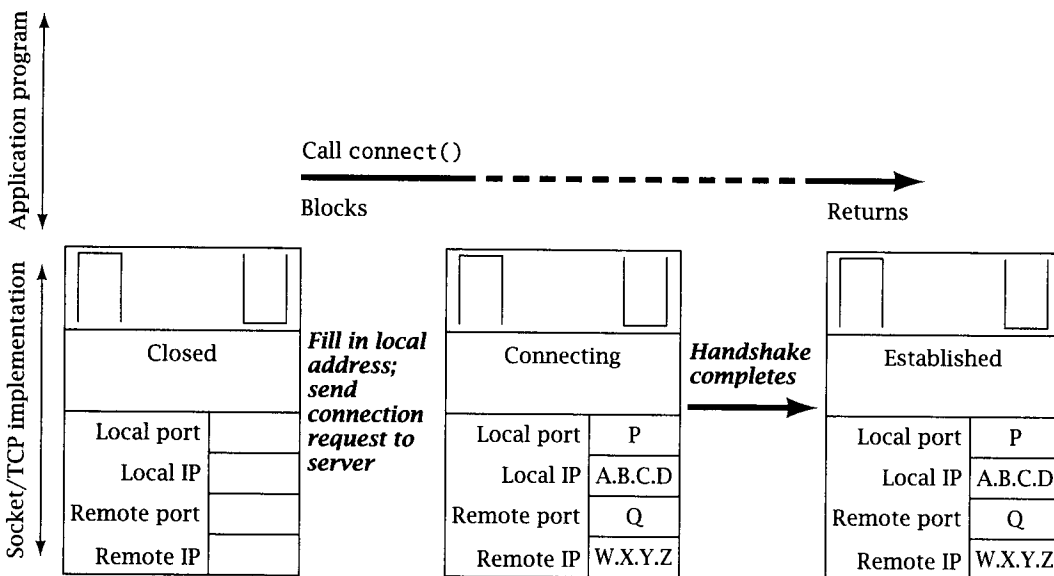 Application program
Call connect()
Blocks
Returns
Socket/TCP implementation
Closed
Local port
Local IP
Remote port
Remote IP
Fill in local
address;
send
connection
request to
server
Connecting
Local port P
Local IP A.B.C.D
Remote port Q
Remote IP W.X.Y.Z
Handshake
completes
Established
Local port P
Local IP A.B.C.D
Remote port Q
Remote IP W.X.Y.Z